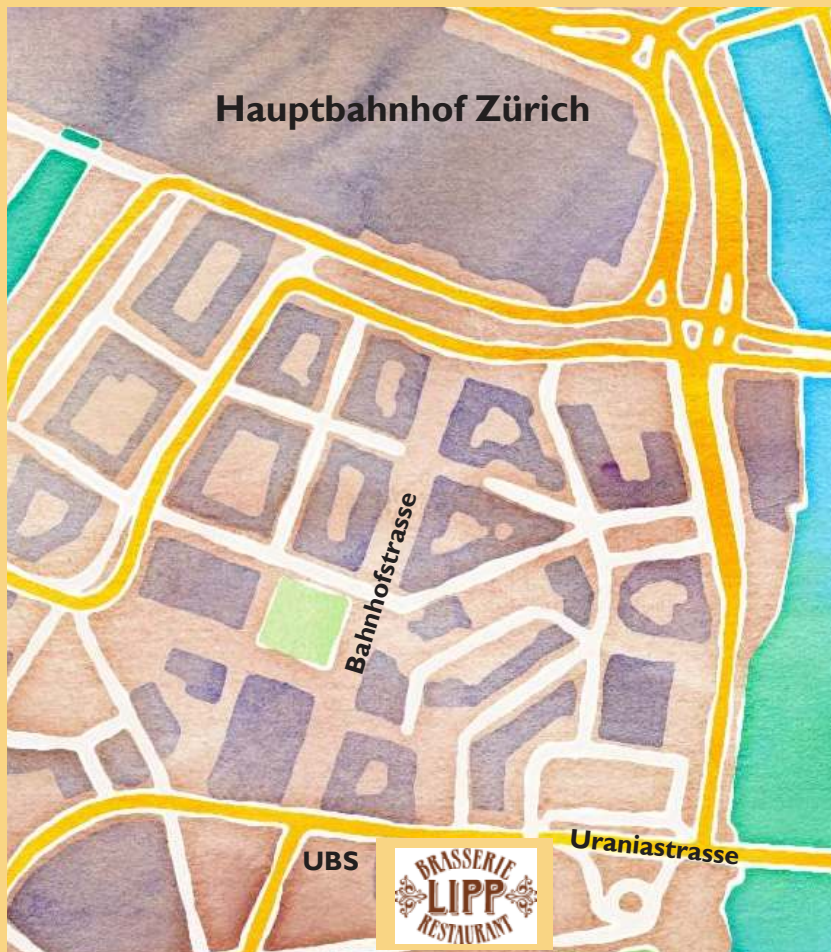 Hauptbahnhof Zürich
Bahnhofstrasse
Uraniastrasse
UBS
BRASSERIE
LIPP
RESTAURANT